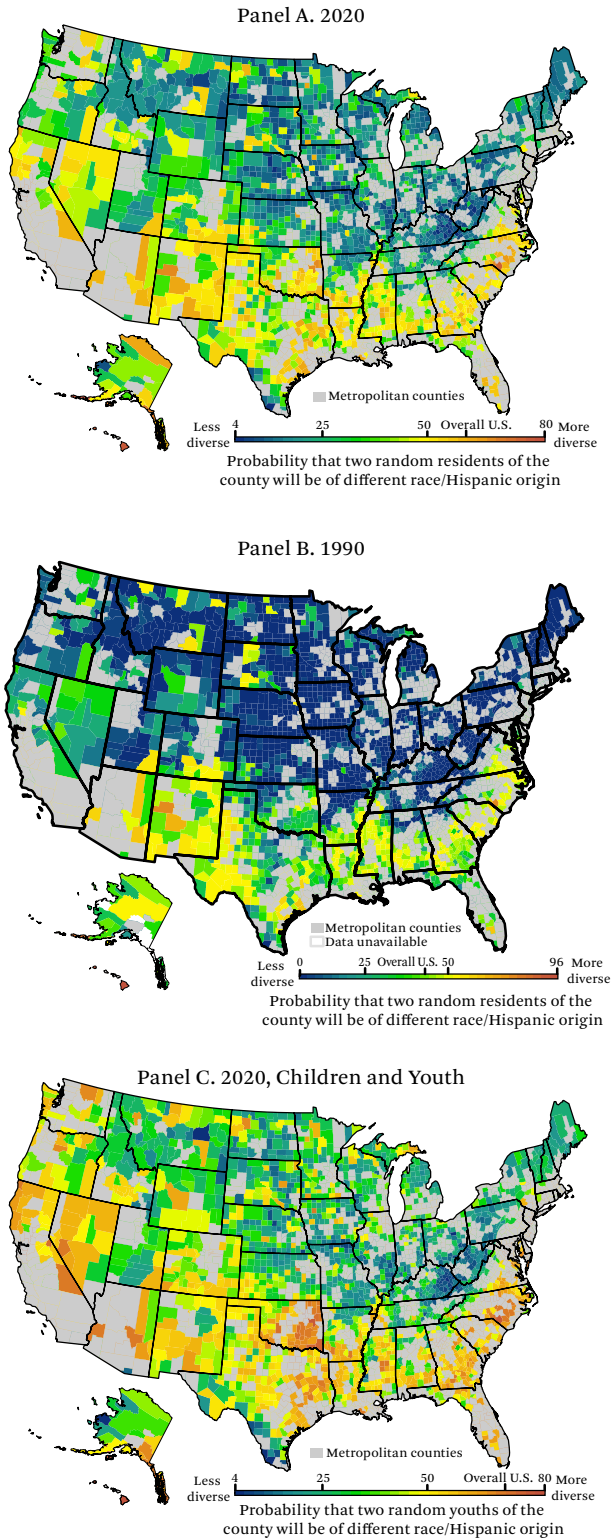 Panel A. 2020
Metropolitan counties
Less diverse 4 25 50 Overall U.S. 80 More diverse
Probability that two random residents of the
county will be of different race/Hispanic origin
Panel B. 1990
Metropolitan counties
Data unavailable
Less diverse 0 25 Overall U.S. 50 96 More diverse
Probability that two random residents of the
county will be of different race/Hispanic origin
Panel C. 2020, Children and Youth
Metropolitan counties
Less diverse 4 25 50 Overall U.S. 80 More diverse
Probability that two random youths of the
county will be of different race/Hispanic origin